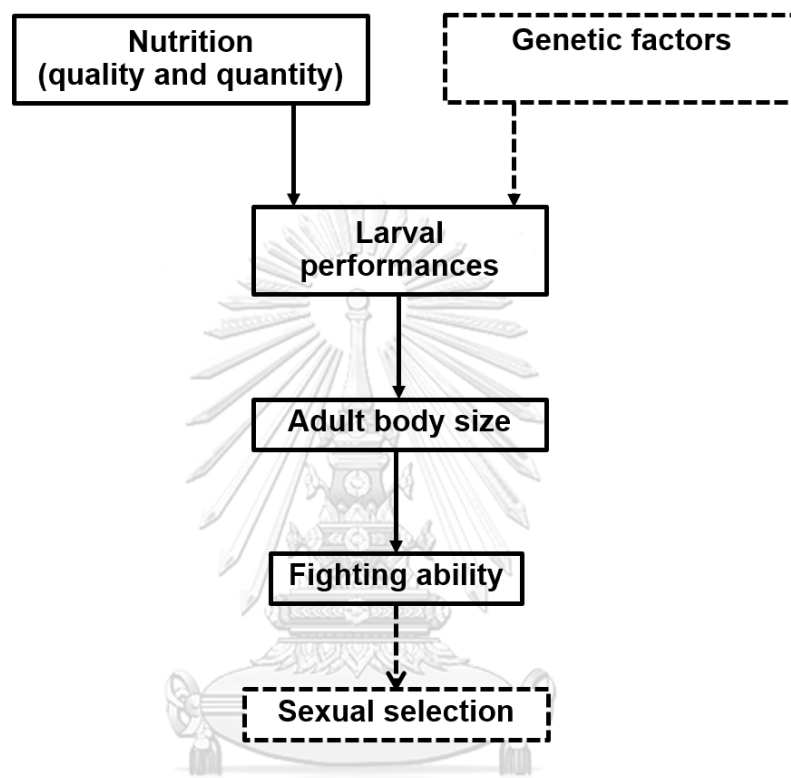 Nutrition
(quality and quantity)
Genetic factors
Larval
performances
Adult body size
Fighting ability
Sexual selection